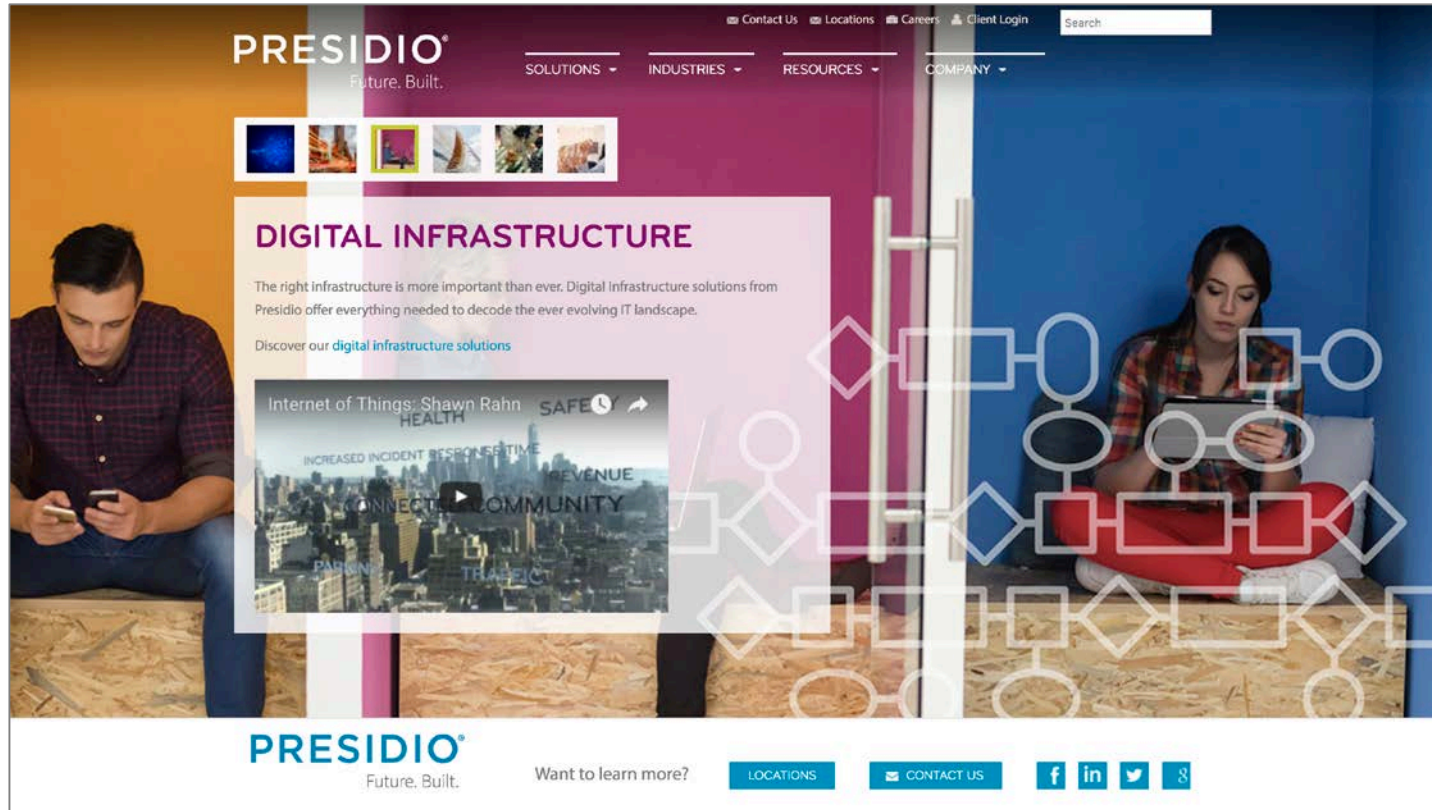 Contact Us Locations Careers Client Login Search
PRESIDIO®
Future. Built.
SOLUTIONS INDUSTRIES RESOURCES COMPANY
DIGITAL INFRASTRUCTURE
The right infrastructure is more important than ever. Digital Infrastructure solutions from
Presidio offer everything needed to decode the ever evolving IT landscape.
Discover our digital infrastructure solutions
Internet of Things: Shawn Rahn
SAFETY
HEALTH
INCREASED INCIDENT RESPONSE TIME
REVENUE
CONNECTED COMMUNITY
PARKING
TRAFFIC
PRESIDIO®
Future. Built.
Want to learn more? LOCATIONS CONTACT US f in 8